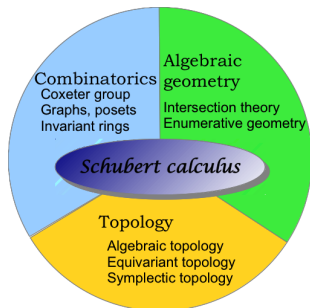 Combinatorics
Coxeter group
Graphs, posets
Invariant rings
Algebraic
geometry
Intersection theory
Enumerative geometry
Schubert calculus
Topology
Algebraic topology
Equivariant topology
Symplectic topology